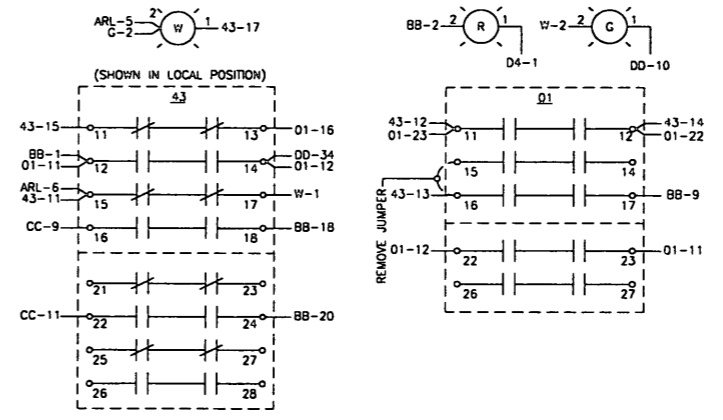 ARL-5 2 W 1 43-17
G-2
BB-2 2 R 1 D4-1
W-2 2 G 1 DD-10
(SHOWN IN LOCAL POSITION)
43
43-15 11 13 01-16
BB-1 12 14 DD-34
01-11 01-12
ARL-6 15 17 W-1
43-11
CC-9 16 18 BB-18
21 23
CC-11 22 24 BB-20
25 27
26 28
01
43-12 11 12 43-14
01-23 01-22
15 14
43-13 16 17 BB-9
REMOVE JUMPER
01-12 22 23 01-11
26 27